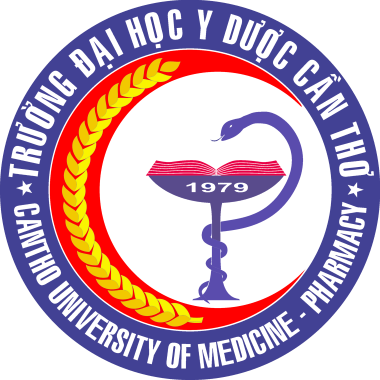 TRƯỜNG ĐẠI HỌC Y DƯỢC CẦN THƠ
1979
CANTHO UNIVERSITY OF MEDICINE - PHARMACY